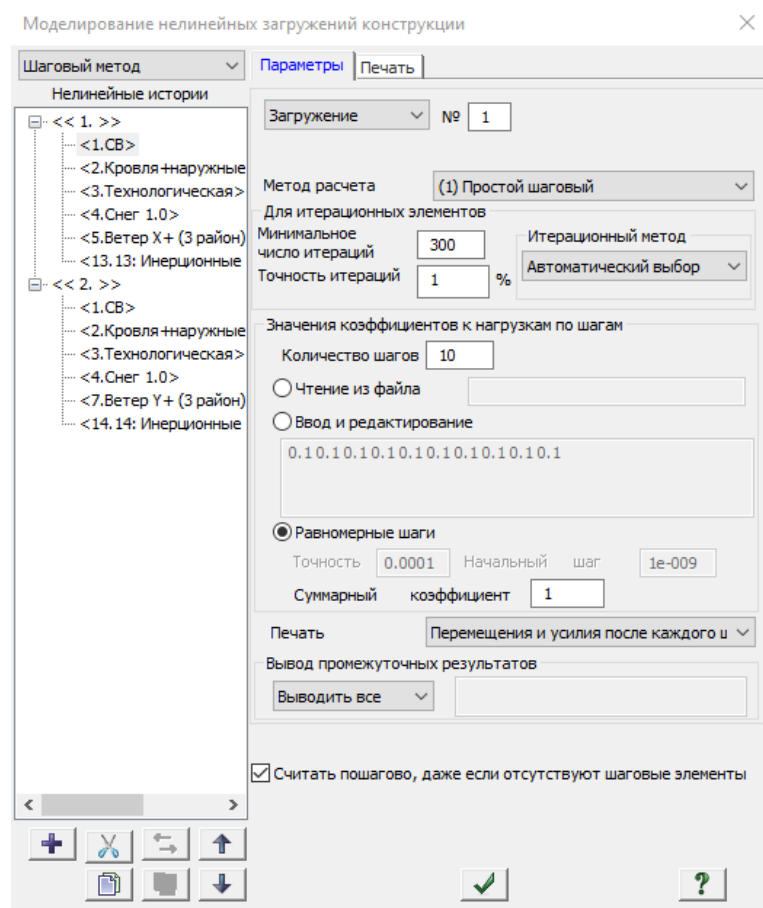 Моделирование нелинейных загружений конструкции
Шаговый метод
Нелинейные истории
<< 1. >>
<1.СВ>
<2.Кровля+наружные
<3.Технологическая>
<4.Снег 1.0>
<5.Ветер X+ (3 район)
<13.13: Инерционные
<< 2. >>
<1.СВ>
<2.Кровля+наружные
<3.Технологическая>
<4.Снег 1.0>
<7.Ветер Y+ (3 район)
<14.14: Инерционные
Параметры Печать
Загружение № 1
Метод расчета (1) Простой шаговый
Для итерационных элементов
Минимальное число итераций 300
Точность итераций 1 %
Итерационный метод
Автоматический выбор
Значения коэффициентов к нагрузкам по шагам
Количество шагов 10
Чтение из файла
Ввод и редактирование
0.10.10.10.10.10.10.10.10.10.1
Равномерные шаги
Точность 0.0001 Начальный шаг 1e-009
Суммарный коэффициент 1
Печать Перемещения и усилия после каждого ш
Вывод промежуточных результатов
Выводить все
Считать пошагово, даже если отсутствуют шаговые элементы